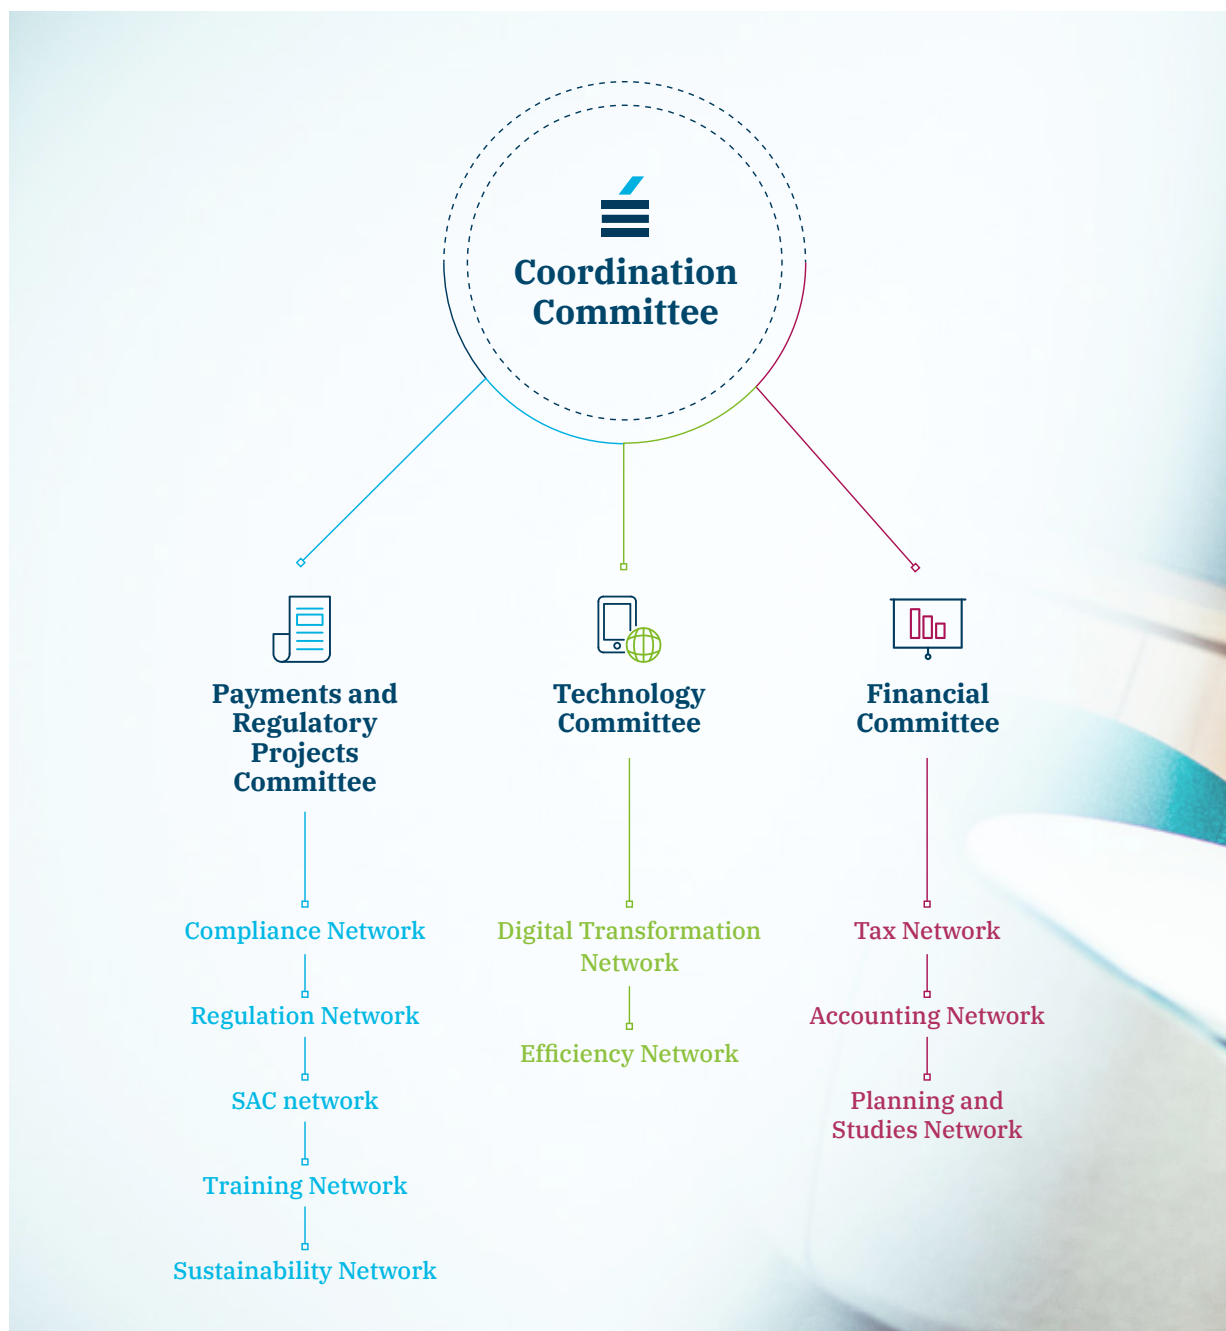 Coordination
Committee
Payments and
Regulatory
Projects
Committee
Compliance Network
Regulation Network
SAC network
Training Network
Sustainability Network
Technology
Committee
Digital Transformation
Network
Efficiency Network
Financial
Committee
Tax Network
Accounting Network
Planning and
Studies Network